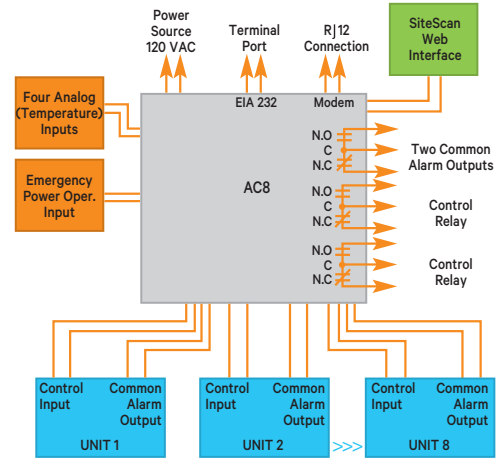 Power
Source
120 VAC
Terminal
Port
RJ12
Connection
SiteScan
Web
Interface
EIA 232
Modem
Four Analog
(Temperature)
Inputs
Emergency
Power Oper.
Input
AC8
N.O
C
N.C
Two Common
Alarm Outputs
N.O
C
N.C
Control
Relay
N.O
C
N.C
Control
Relay
Control
Input
Common
Alarm
Output
UNIT 1
Control
Input
Common
Alarm
Output
UNIT 2
>>>
Control
Input
Common
Alarm
Output
UNIT 8